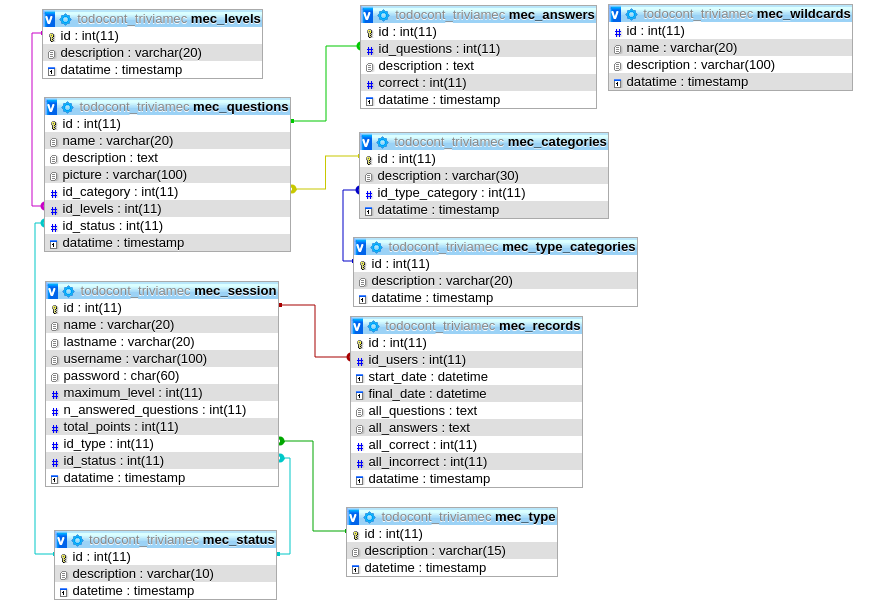 v todocont_triviamec mec_levels
id : int(11)
description : varchar(20)
datatime : timestamp
v todocont_triviamec mec_questions
id : int(11)
name : varchar(20)
description : text
picture : varchar(100)
# id_category : int(11)
# id_levels : int(11)
# id_status : int(11)
datatime : timestamp
v todocont_triviamec mec_session
id : int(11)
name : varchar(20)
lastname : varchar(20)
username : varchar(100)
password : char(60)
# maximum_level : int(11)
# n_answered_questions : int(11)
# total_points : int(11)
# id_type : int(11)
# id_status : int(11)
datatime : timestamp
v todocont_triviamec mec_status
id : int(11)
description : varchar(10)
datetime : timestamp
v todocont_triviamec mec_answers
id : int(11)
# id_questions : int(11)
description : text
# correct : int(11)
datatime : timestamp
v todocont_triviamec mec_categories
id : int(11)
description : varchar(30)
# id_type_category : int(11)
datatime : timestamp
v todocont_triviamec mec_type_categories
id : int(11)
description : varchar(20)
datatime : timestamp
v todocont_triviamec mec_records
id : int(11)
# id_users : int(11)
start_date : datetime
final_date : datetime
all_questions : text
all_answers : text
# all_correct : int(11)
# all_incorrect : int(11)
datatime : timestamp
v todocont_triviamec mec_type
id : int(11)
description : varchar(15)
datetime : timestamp
v todocont_triviamec mec_wildcards
# id : int(11)
name : varchar(20)
description : varchar(100)
datatime : timestamp